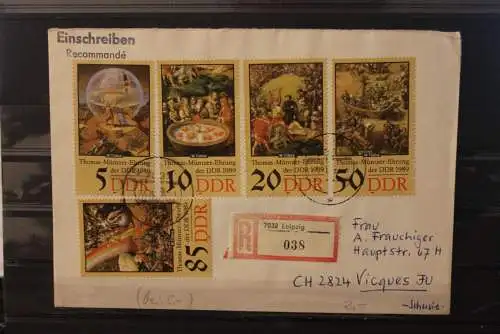 Einschreiben
Recommandé
Thomas-Müntzer-Ehrung
der DDR 1989
5 DDR
Thomas-Müntzer-Ehrung
der DDR 1989
10 DDR
Thomas-Müntzer-Ehrung
der DDR 1989
20 DDR
Thomas-Müntzer-Ehrung
der DDR 1989
50 DDR
Thomas-Müntzer-Ehrung
der DDR 1989
85 DDR
R
7032 Leipzig
038
Frau
A. Frauchiger
Hauptstr. 67 H
CH 2824 Vicques JU
-Schweiz-